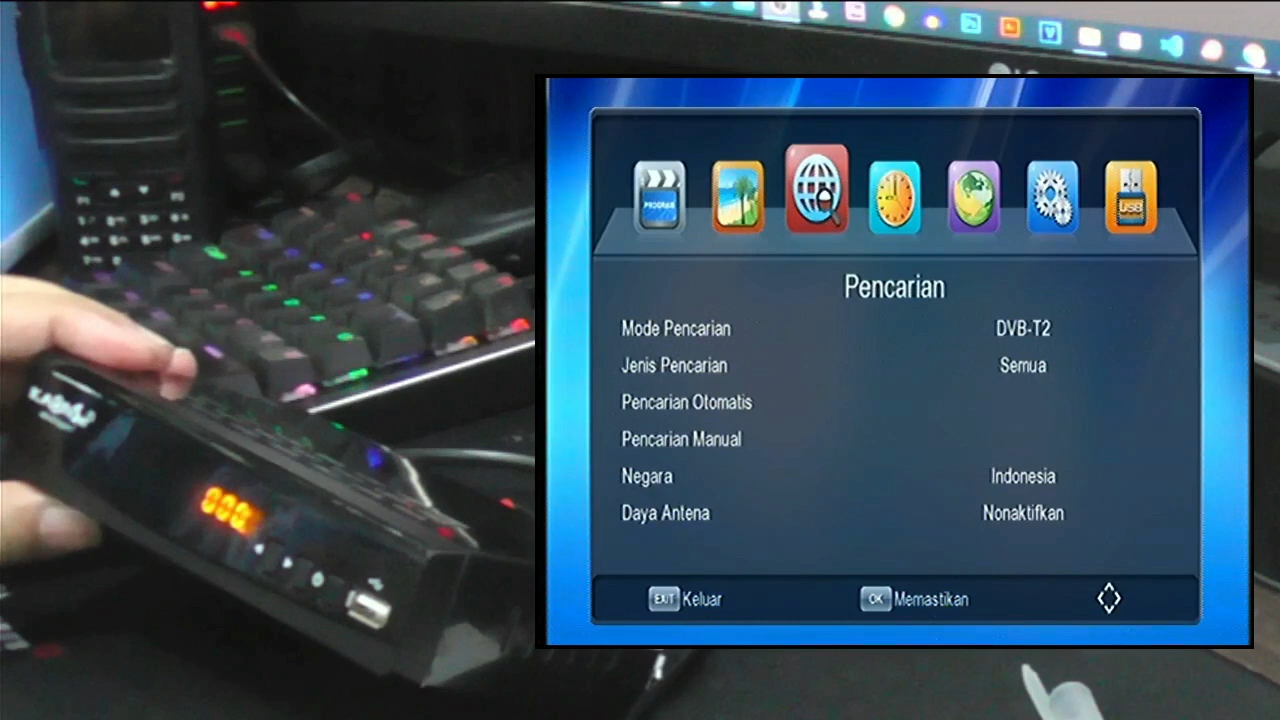 PROGRAM
USB
Pencarian
Mode Pencarian DVB-T2
Jenis Pencarian Semua
Pencarian Otomatis
Pencarian Manual
Negara Indonesia
Daya Antena Nonaktifkan
EXIT Keluar OK Memastikan
000